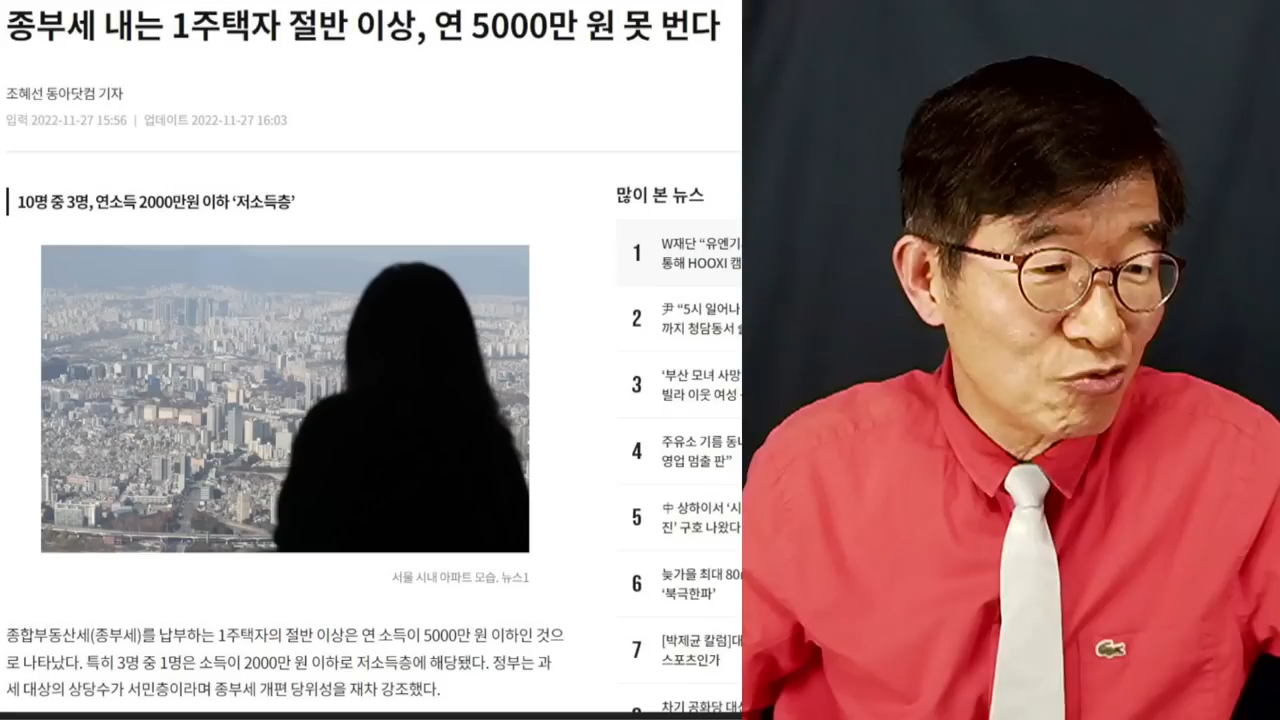 종부세 내는 1주택자 절반 이상, 연 5000만 원 못 번다
조혜선 동아닷컴 기자
입력 2022-11-27 15:56 | 업데이트 2022-11-27 16:03
10명 중 3명, 연소득 2000만원 이하 ‘저소득층’
서울 시내 아파트 모습. 뉴스1
종합부동산세(종부세)를 납부하는 1주택자의 절반 이상은 연 소득이 5000만 원 이하인 것으
로 나타났다. 특히 3명 중 1명은 소득이 2000만 원 이하로 저소득층에 해당됐다. 정부는 과
세 대상의 상당수가 서민층이라며 종부세 개편 당위성을 재차 강조했다.
많이 본 뉴스
1
W재단 “유엔기
통해 HOOXI 캠
2
尹 “5시 일어나
까지 청담동서
3
‘부산 모녀 사망
빌라 이웃 여성
4
주유소 기름 동나
영업 멈출 판”
5
中 상하이서 ‘시
진’ 구호 나왔다
6
늦가을 최대 80
‘북극한파’
7
[박제균 칼럼]대
스포츠인가
차기 공화당 대선